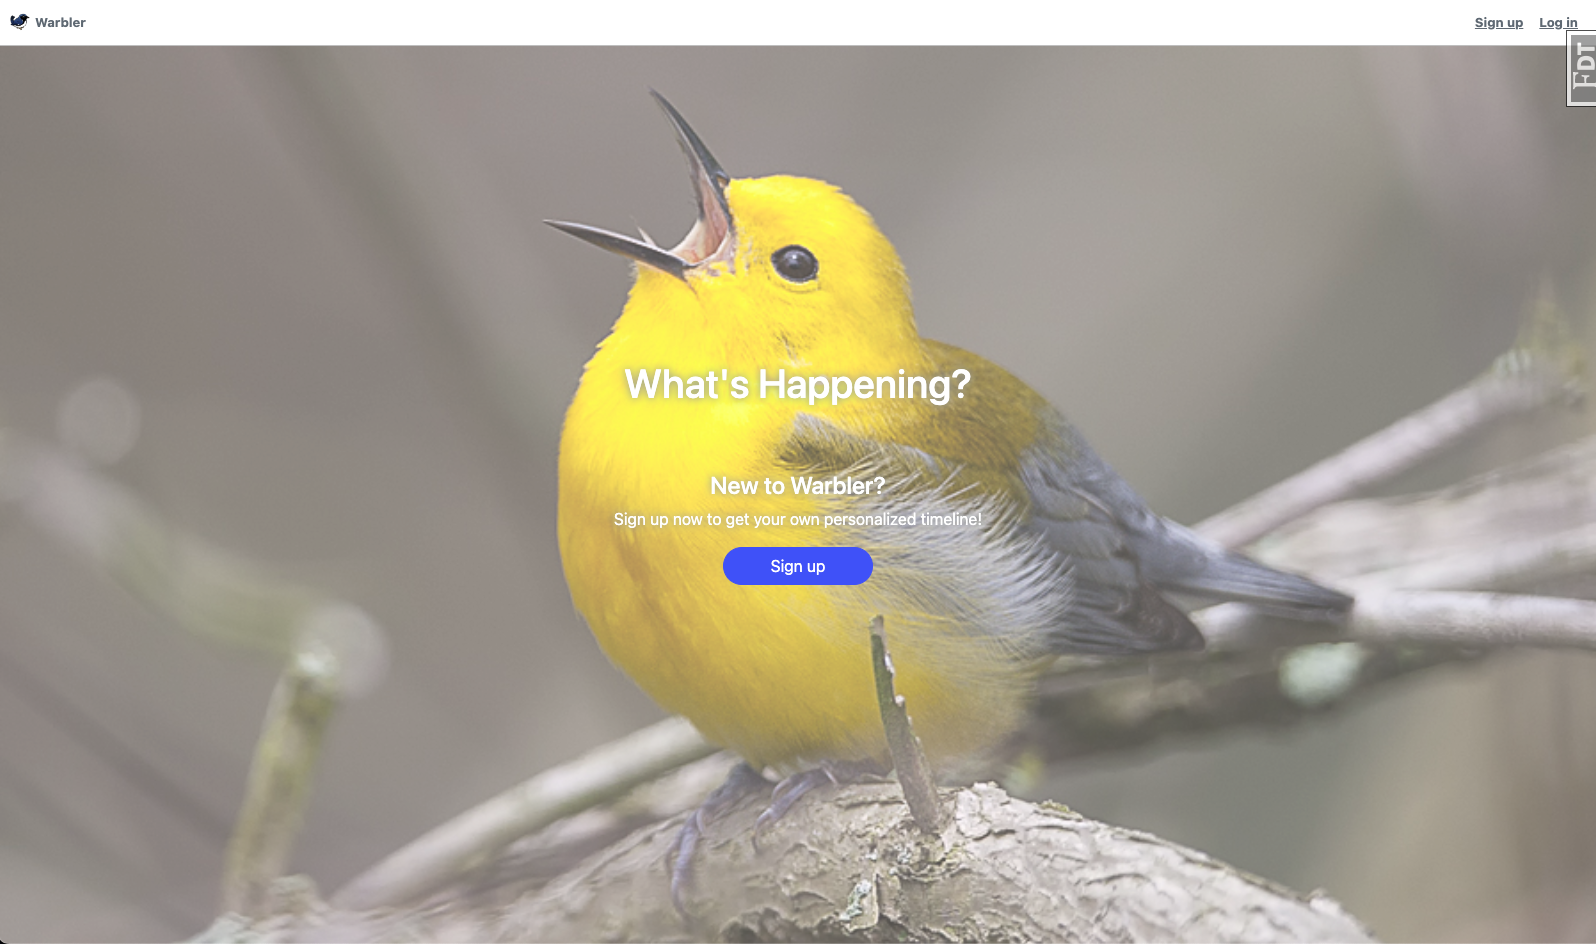 Warbler
Sign up
Log in
FDT
What's Happening?
New to Warbler?
Sign up now to get your own personalized timeline!
Sign up